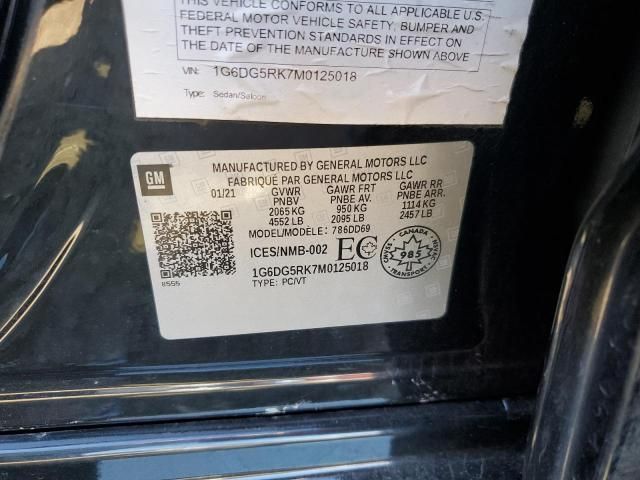 THIS VEHICLE CONFORMS TO ALL APPLICABLE U.S.
FEDERAL MOTOR VEHICLE SAFETY, BUMPER AND
THEFT PREVENTION STANDARDS IN EFFECT ON
THE DATE OF MANUFACTURE SHOWN ABOVE
VIN: 1G6DG5RK7M0125018
Type: Sedan/Saloon
GM
MANUFACTURED BY GENERAL MOTORS LLC
FABRIQUÉ PAR GENERAL MOTORS LLC
01/21 GVWR GAWR FRT GAWR RR
PNBV PNBE AV. PNBE ARR.
2065 KG 950 KG 1114 KG
4552 LB 2095 LB 2457 LB
MODEL/MODÈLE: 786DD69
ICES/NMB-002 EC
CANADA
985
TRANSPORT
1G6DG5RK7M0125018
TYPE: PC/VT
8555